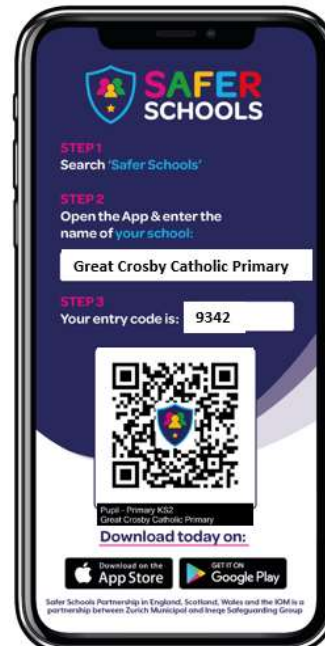 SAFER
SCHOOLS
STEP 1
Search 'Safer Schools'
STEP 2
Open the App & enter the
name of your school:
Great Crosby Catholic Primary
STEP 3
Your entry code is: 9342
Pupil - Primary KS2
Great Crosby Catholic Primary
Download today on:
Download on the
App Store
GET IT ON
Google Play
Safer Schools Partnership in England, Scotland, Wales and the IOM is a
partnership between Zurich Municipal and Ineqe Safeguarding Group